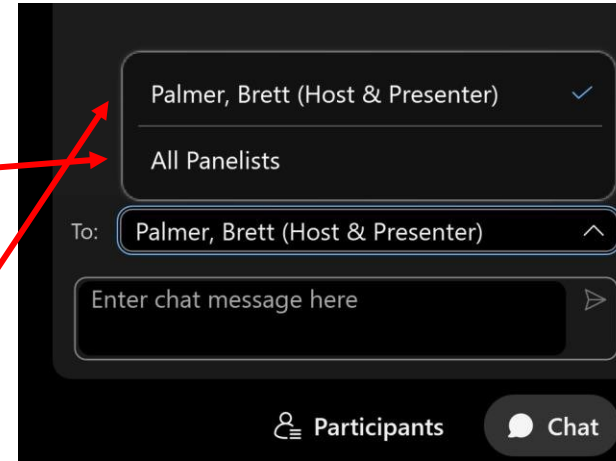 Palmer, Brett (Host & Presenter)
All Panelists
To: Palmer, Brett (Host & Presenter)
Enter chat message here
Participants Chat